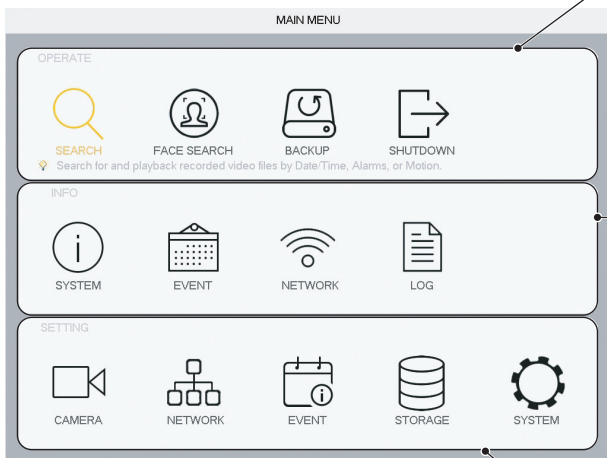 MAIN MENU
OPERATE
SEARCH FACE SEARCH BACKUP SHUTDOWN
Search for and playback recorded video files by Date/Time, Alarms, or Motion.
INFO
SYSTEM EVENT NETWORK LOG
SETTING
CAMERA NETWORK EVENT STORAGE SYSTEM